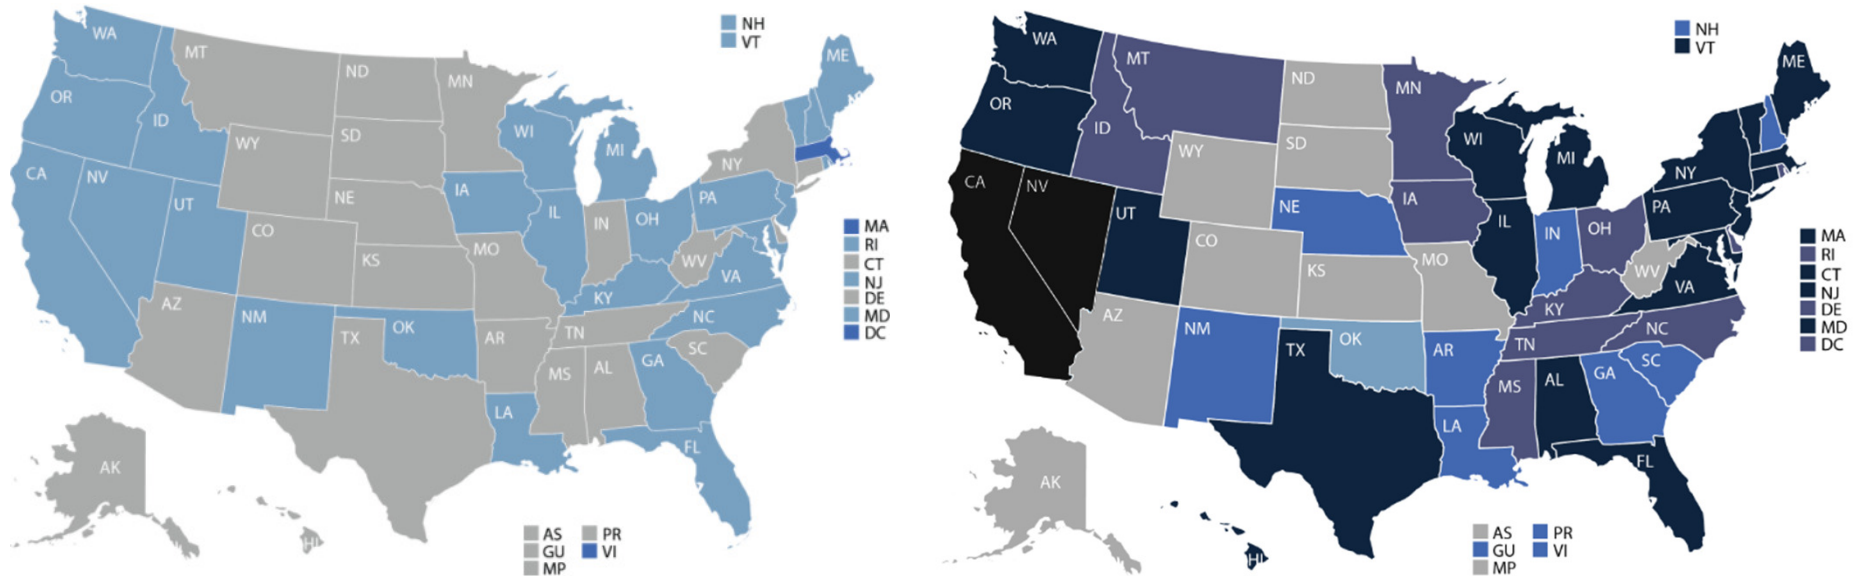 WA
MT
ND
MN
OR
ID
SD
WI
MI
WY
NY
ME
NH
VT
CA
NV
NE
IA
PA
UT
CO
IL
IN
OH
KS
MO
WV
VA
KY
AZ
NM
OK
TN
NC
TX
AR
SC
MS
AL
GA
LA
FL
AK
HI
MA
RI
CT
NJ
DE
MD
DC
AS PR
GU VI
MP
WA
MT
ND
MN
OR
ID
SD
WI
MI
WY
NY
ME
NH
VT
CA
NV
NE
IA
PA
UT
CO
IL
IN
OH
KS
MO
WV
VA
KY
AZ
NM
OK
TN
NC
TX
AR
SC
MS
AL
GA
LA
FL
AK
HI
MA
RI
CT
NJ
DE
MD
DC
AS PR
GU VI
MP